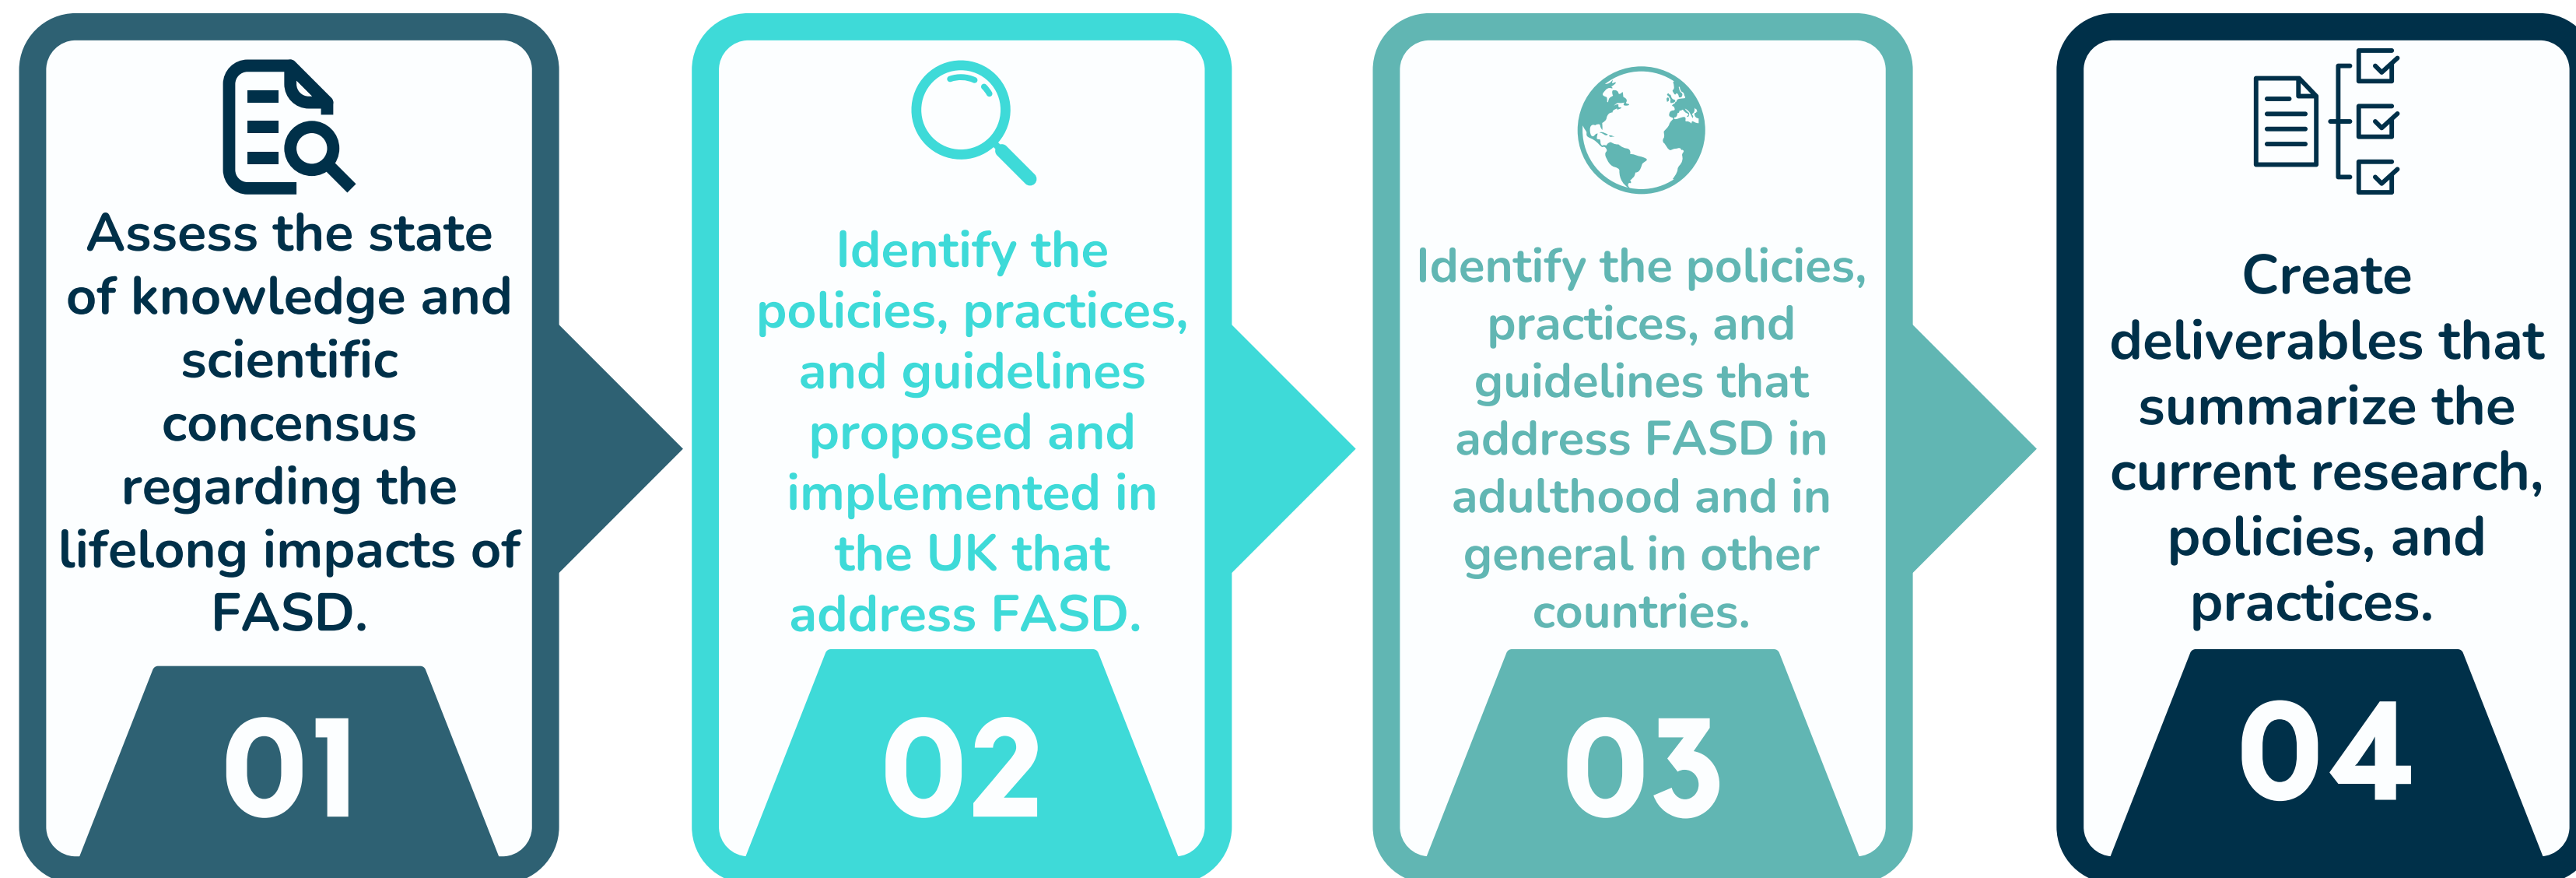 Assess the state
of knowledge and
scientific
concensus
regarding the
lifelong impacts of
FASD.
01
Identify the
policies, practices,
and guidelines
proposed and
implemented in
the UK that
address FASD.
02
Identify the policies,
practices, and
guidelines that
address FASD in
adulthood and in
general in other
countries.
03
Create
deliverables that
summarize the
current research,
policies, and
practices.
04